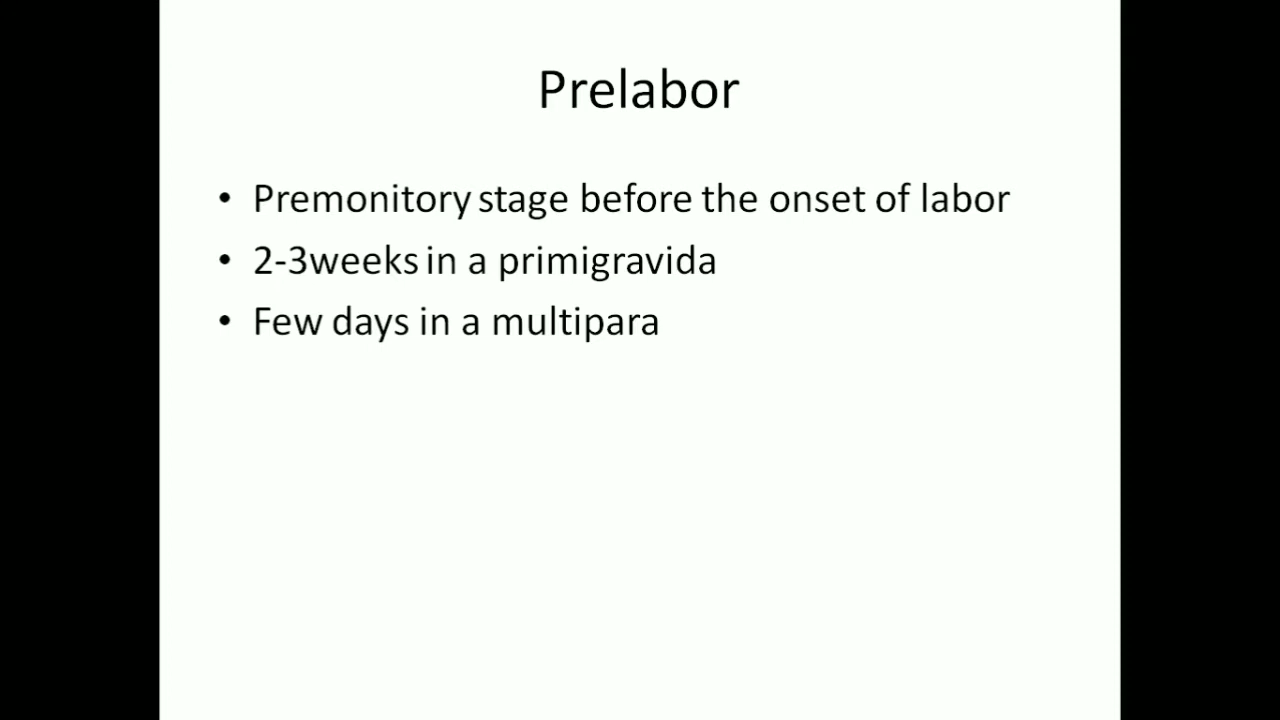 Prelabor
• Premonitory stage before the onset of labor
• 2-3weeks in a primigravida
• Few days in a multipara